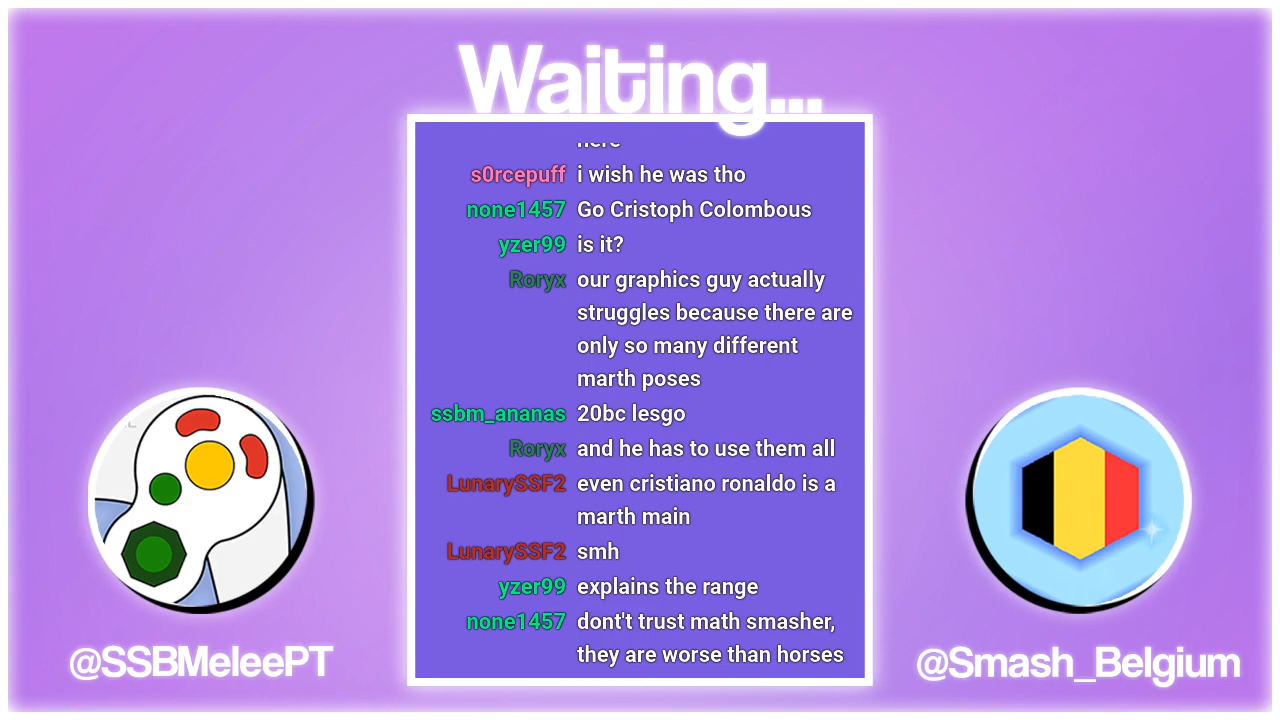 Waiting...
here
s0rcepuff i wish he was tho
none1457 Go Cristoph Colombous
yzer99 is it?
Roryx our graphics guy actually
struggles because there are
only so many different
marth poses
ssbm_ananas 20bc lesgo
Roryx and he has to use them all
LunarySSF2 even cristiano ronaldo is a
marth main
LunarySSF2 smh
yzer99 explains the range
none1457 dont't trust math smasher,
they are worse than horses
@SSBMeleePT
@Smash_Belgium